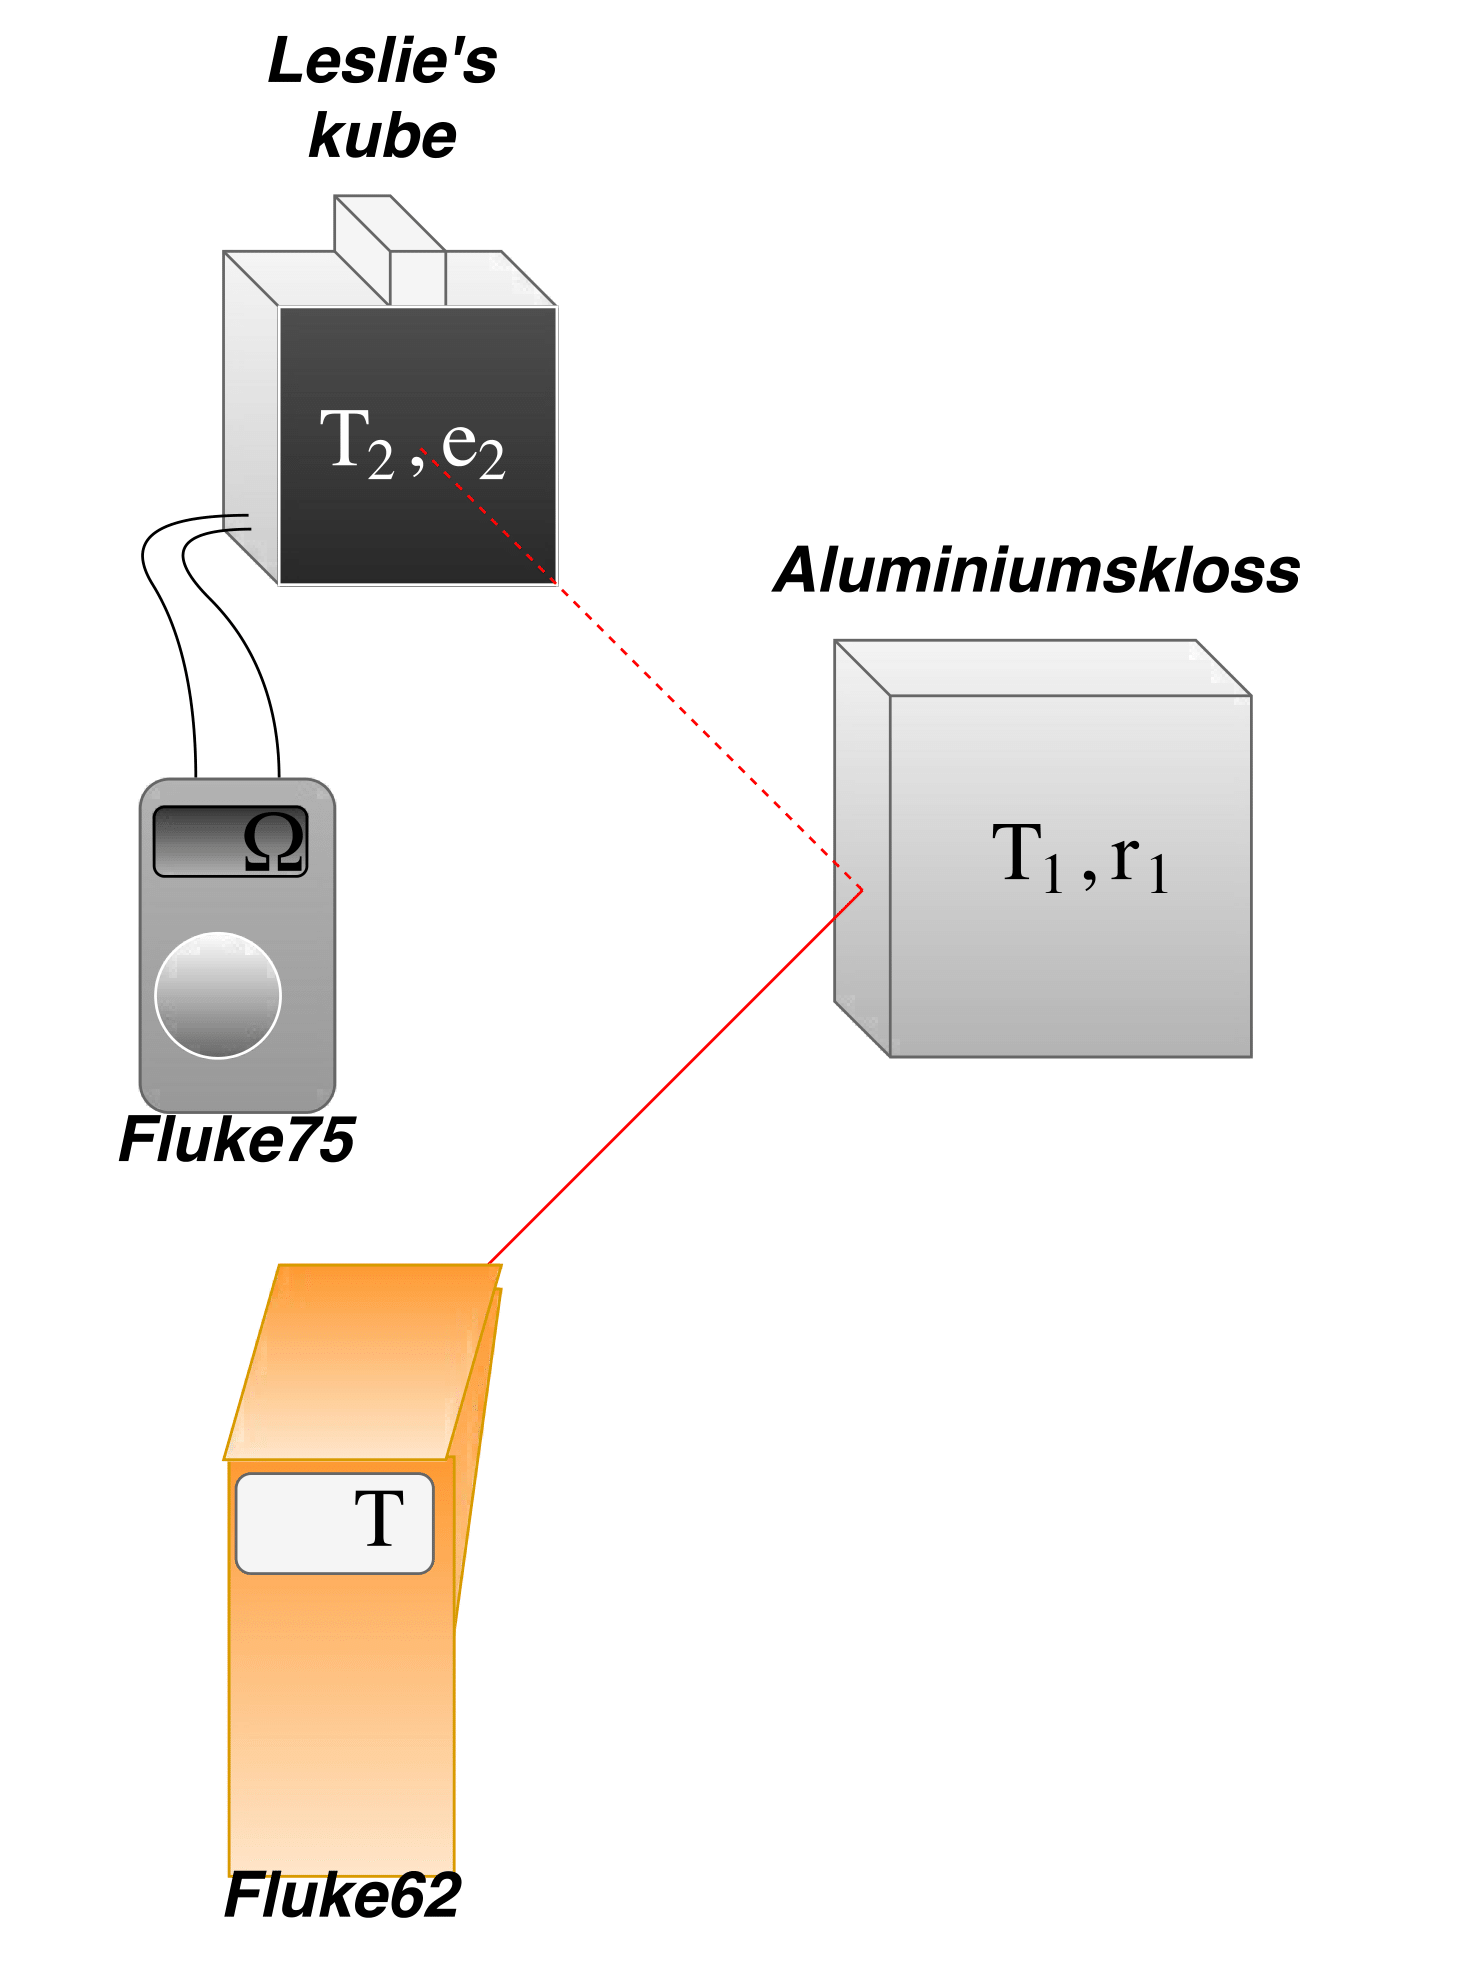 Leslie's
kube
T₂,e₂
Aluminiumskloss
T₁,r₁
Ω
Fluke75
T
Fluke62